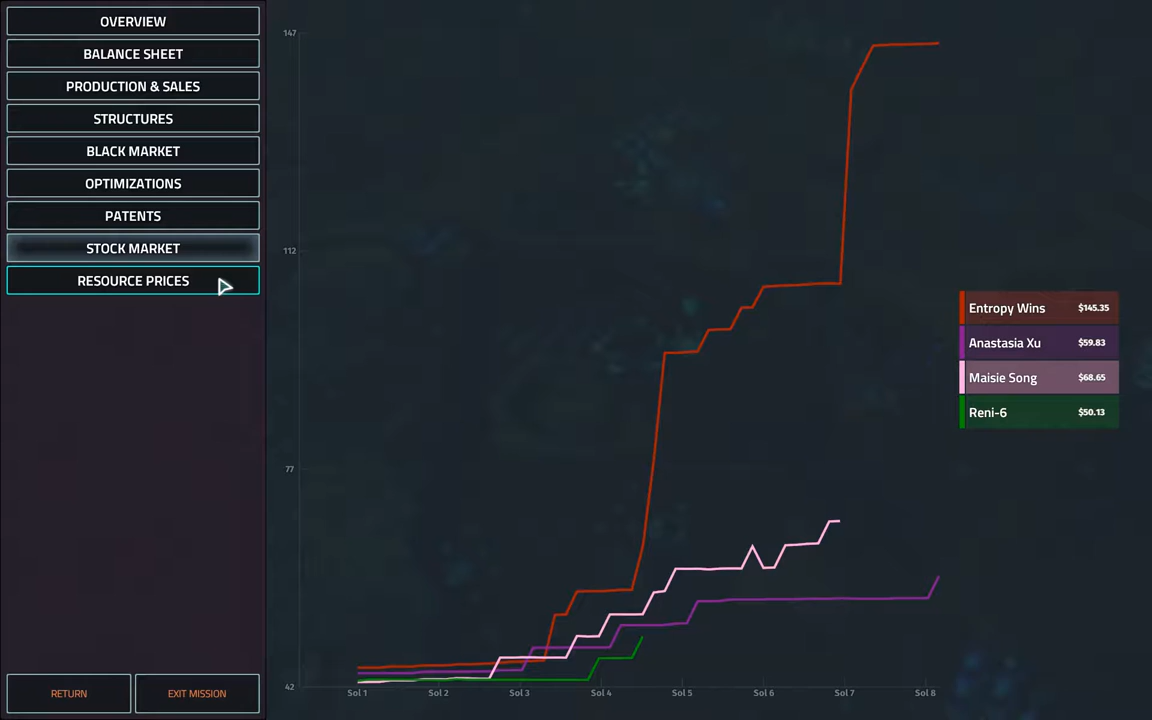 OVERVIEW
BALANCE SHEET
PRODUCTION & SALES
STRUCTURES
BLACK MARKET
OPTIMIZATIONS
PATENTS
STOCK MARKET
RESOURCE PRICES
RETURN
EXIT MISSION
147
112
77
42
Sol 1
Sol 2
Sol 3
Sol 4
Sol 5
Sol 6
Sol 7
Sol 8
Entropy Wins $145.35
Anastasia Xu $59.83
Maisie Song $68.65
Reni-6 $50.13